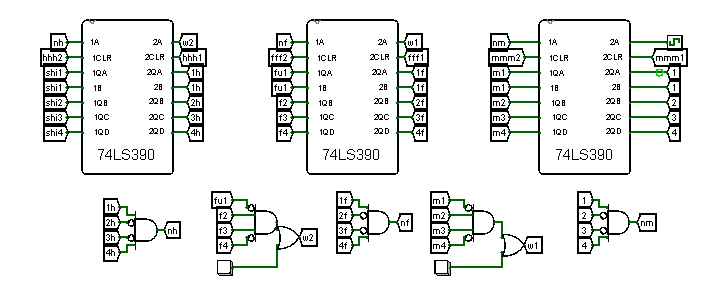 nh 1A 2A w2
hhh2 1CLR 2CLR hhh1
shi1 1QA 2QA 1h
shi1 1B 2B 1h
shi2 1QB 2QB 2h
shi3 1QC 2QC 3h
shi4 1QD 2QD 4h
74LS390
nf 1A 2A w1
fff2 1CLR 2CLR fff1
fu1 1QA 2QA 1f
fu1 1B 2B 1f
f2 1QB 2QB 2f
f3 1QC 2QC 3f
f4 1QD 2QD 4f
74LS390
nm 1A 2A
mmm2 1CLR 2CLR mmm1
m1 1QA 2QA 1
m1 1B 2B 1
m2 1QB 2QB 2
m3 1QC 2QC 3
m4 1QD 2QD 4
74LS390
1h
2h
3h
4h
nh
fu1
f2
f3
f4
w2
1f
2f
3f
4f
nf
m1
m2
m3
m4
w1
1
2
3
4
nm